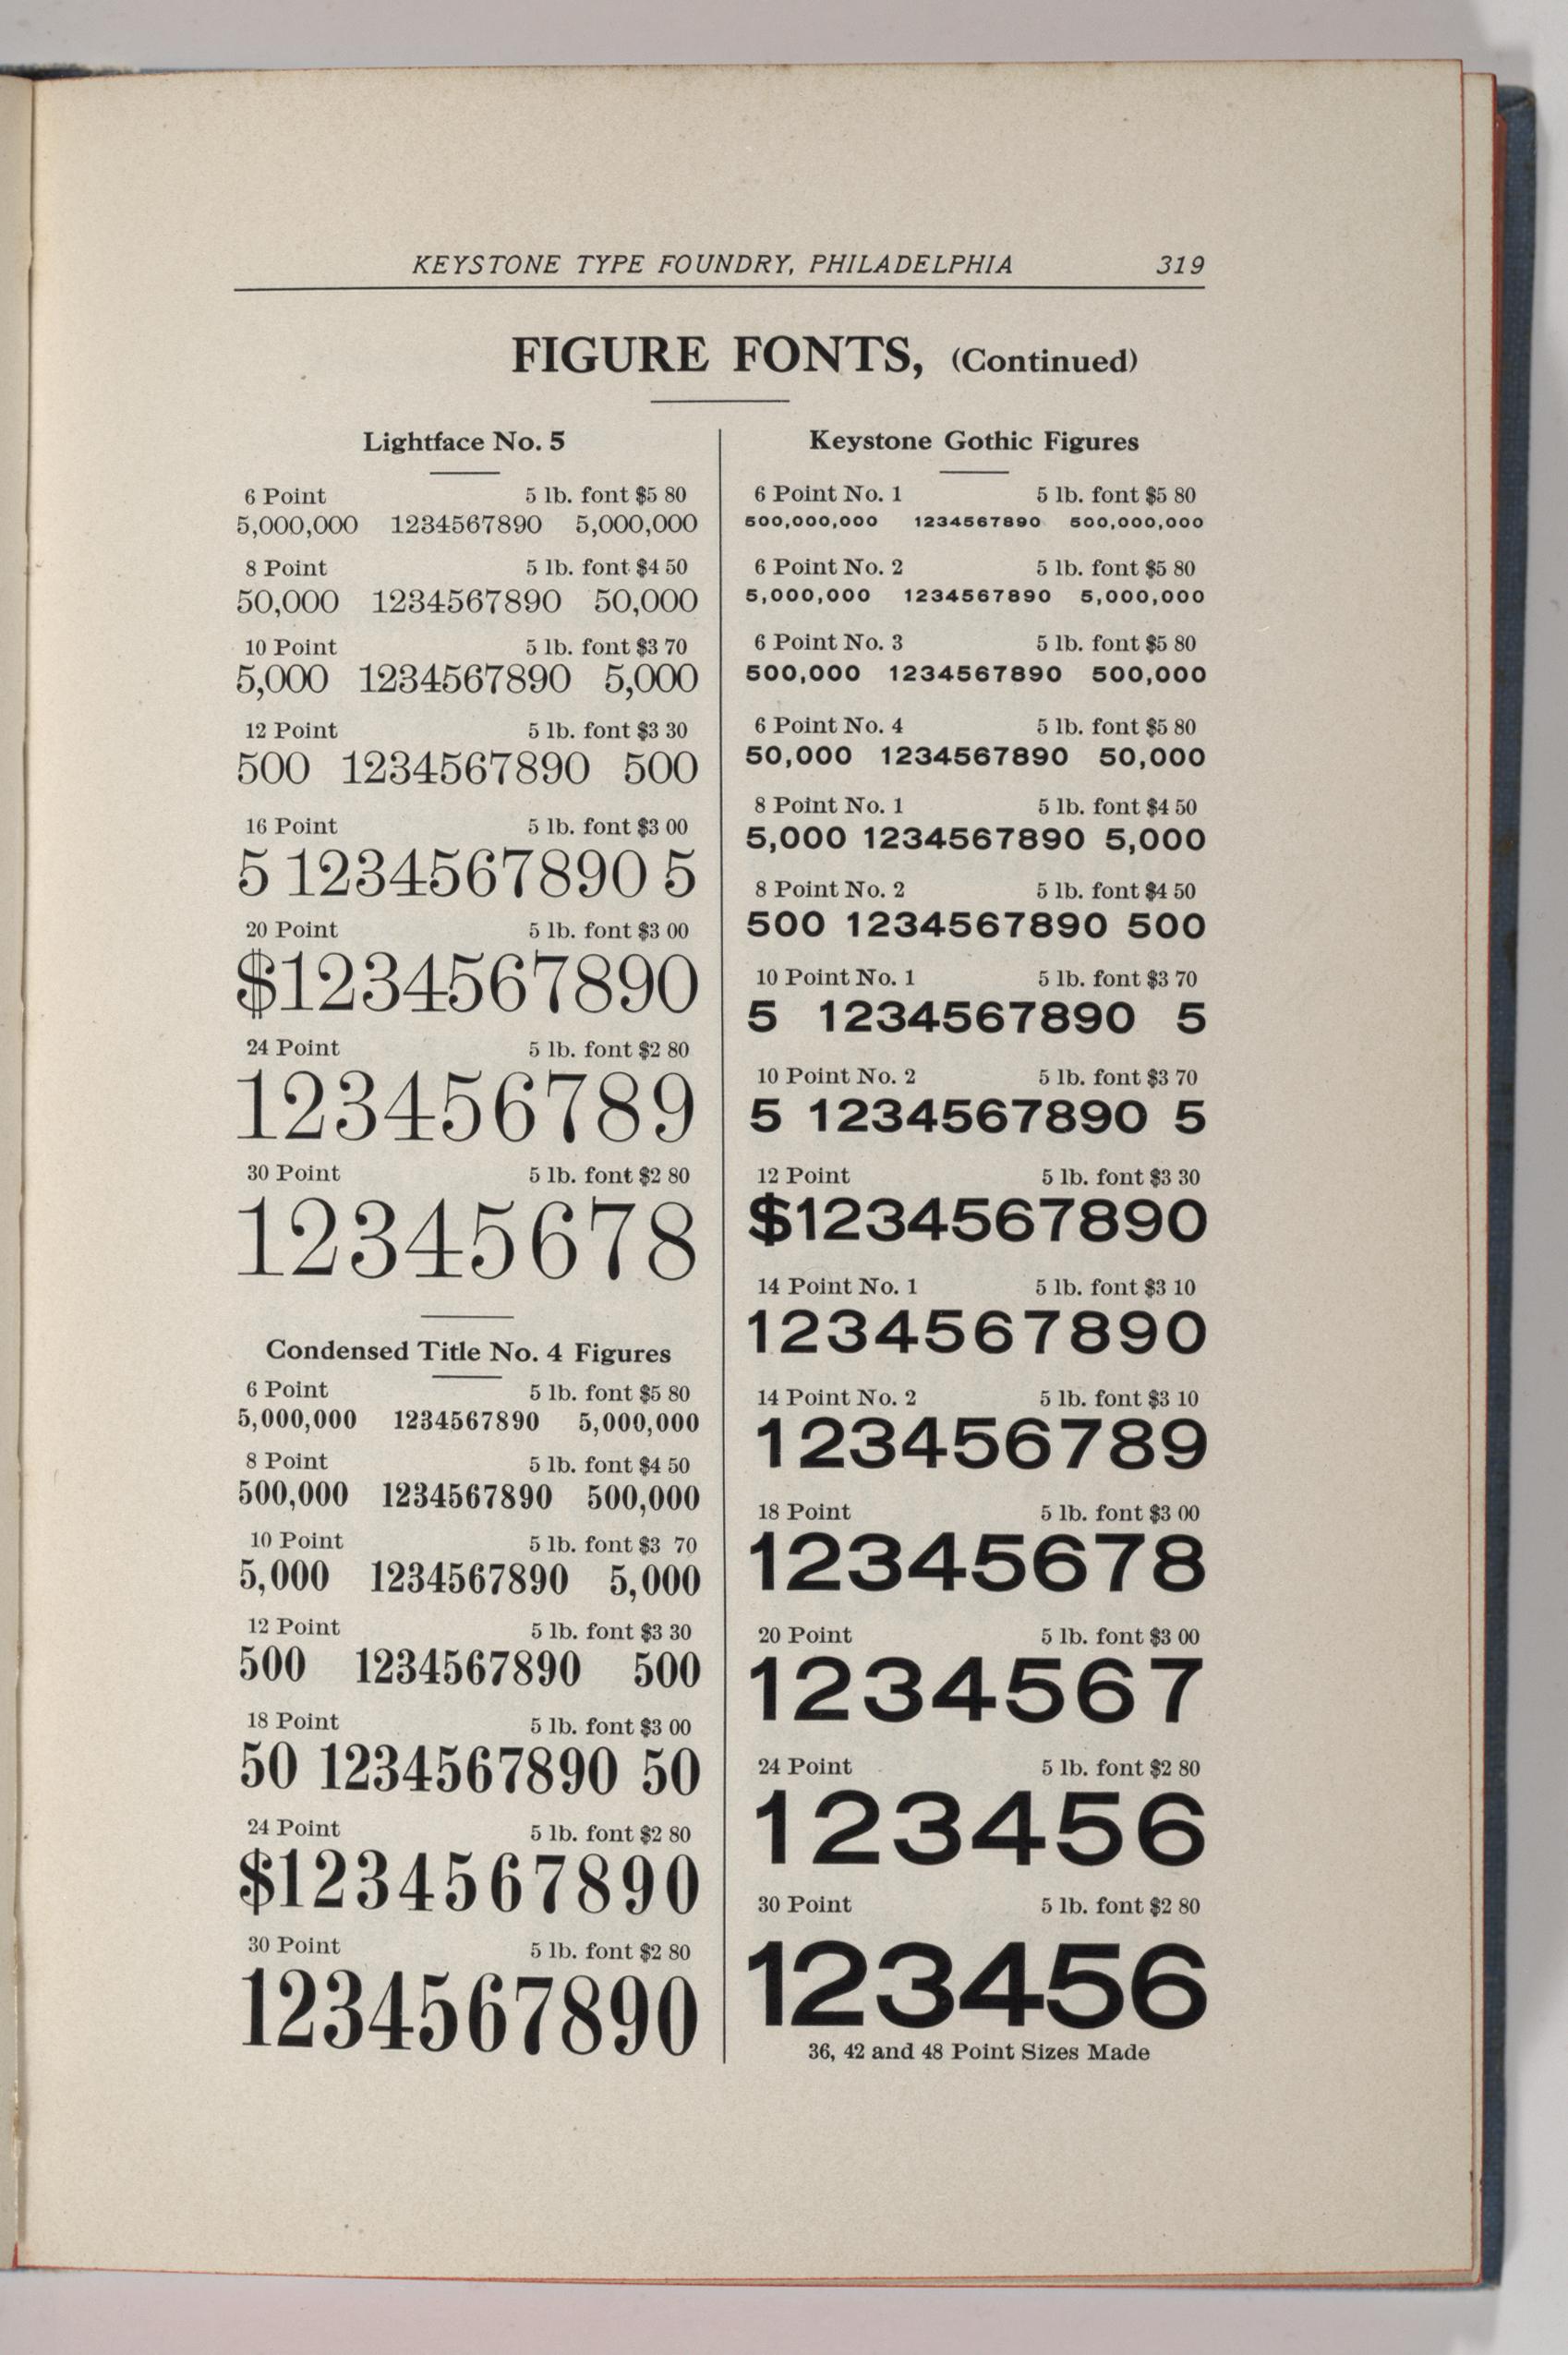 KEYSTONE TYPE FOUNDRY, PHILADELPHIA 319
FIGURE FONTS, (Continued)
Lightface No. 5
6 Point 5 lb. font $5 80
5,000,000 1234567890 5,000,000
8 Point 5 lb. font $4 50
50,000 1234567890 50,000
10 Point 5 lb. font $3 70
5,000 1234567890 5,000
12 Point 5 lb. font $3 30
500 1234567890 500
16 Point 5 lb. font $3 00
5 1234567890 5
20 Point 5 lb. font $3 00
$1234567890
24 Point 5 lb. font $2 80
123456789
30 Point 5 lb. font $2 80
12345678
Condensed Title No. 4 Figures
6 Point 5 lb. font $5 80
5,000,000 1234567890 5,000,000
8 Point 5 lb. font $4 50
500,000 1234567890 500,000
10 Point 5 lb. font $3 70
5,000 1234567890 5,000
12 Point 5 lb. font $3 30
500 1234567890 500
18 Point 5 lb. font $3 00
50 1234567890 50
24 Point 5 lb. font $2 80
$1234567890
30 Point 5 lb. font $2 80
1234567890
Keystone Gothic Figures
6 Point No. 1 5 lb. font $5 80
500,000,000 1234567890 500,000,000
6 Point No. 2 5 lb. font $5 80
5,000,000 1234567890 5,000,000
6 Point No. 3 5 lb. font $5 80
500,000 1234567890 500,000
6 Point No. 4 5 lb. font $5 80
50,000 1234567890 50,000
8 Point No. 1 5 lb. font $4 50
5,000 1234567890 5,000
8 Point No. 2 5 lb. font $4 50
500 1234567890 500
10 Point No. 1 5 lb. font $3 70
5 1234567890 5
10 Point No. 2 5 lb. font $3 70
5 1234567890 5
12 Point 5 lb. font $3 30
$1234567890
14 Point No. 1 5 lb. font $3 10
1234567890
14 Point No. 2 5 lb. font $3 10
123456789
18 Point 5 lb. font $3 00
12345678
20 Point 5 lb. font $3 00
1234567
24 Point 5 lb. font $2 80
123456
30 Point 5 lb. font $2 80
123456
36, 42 and 48 Point Sizes Made